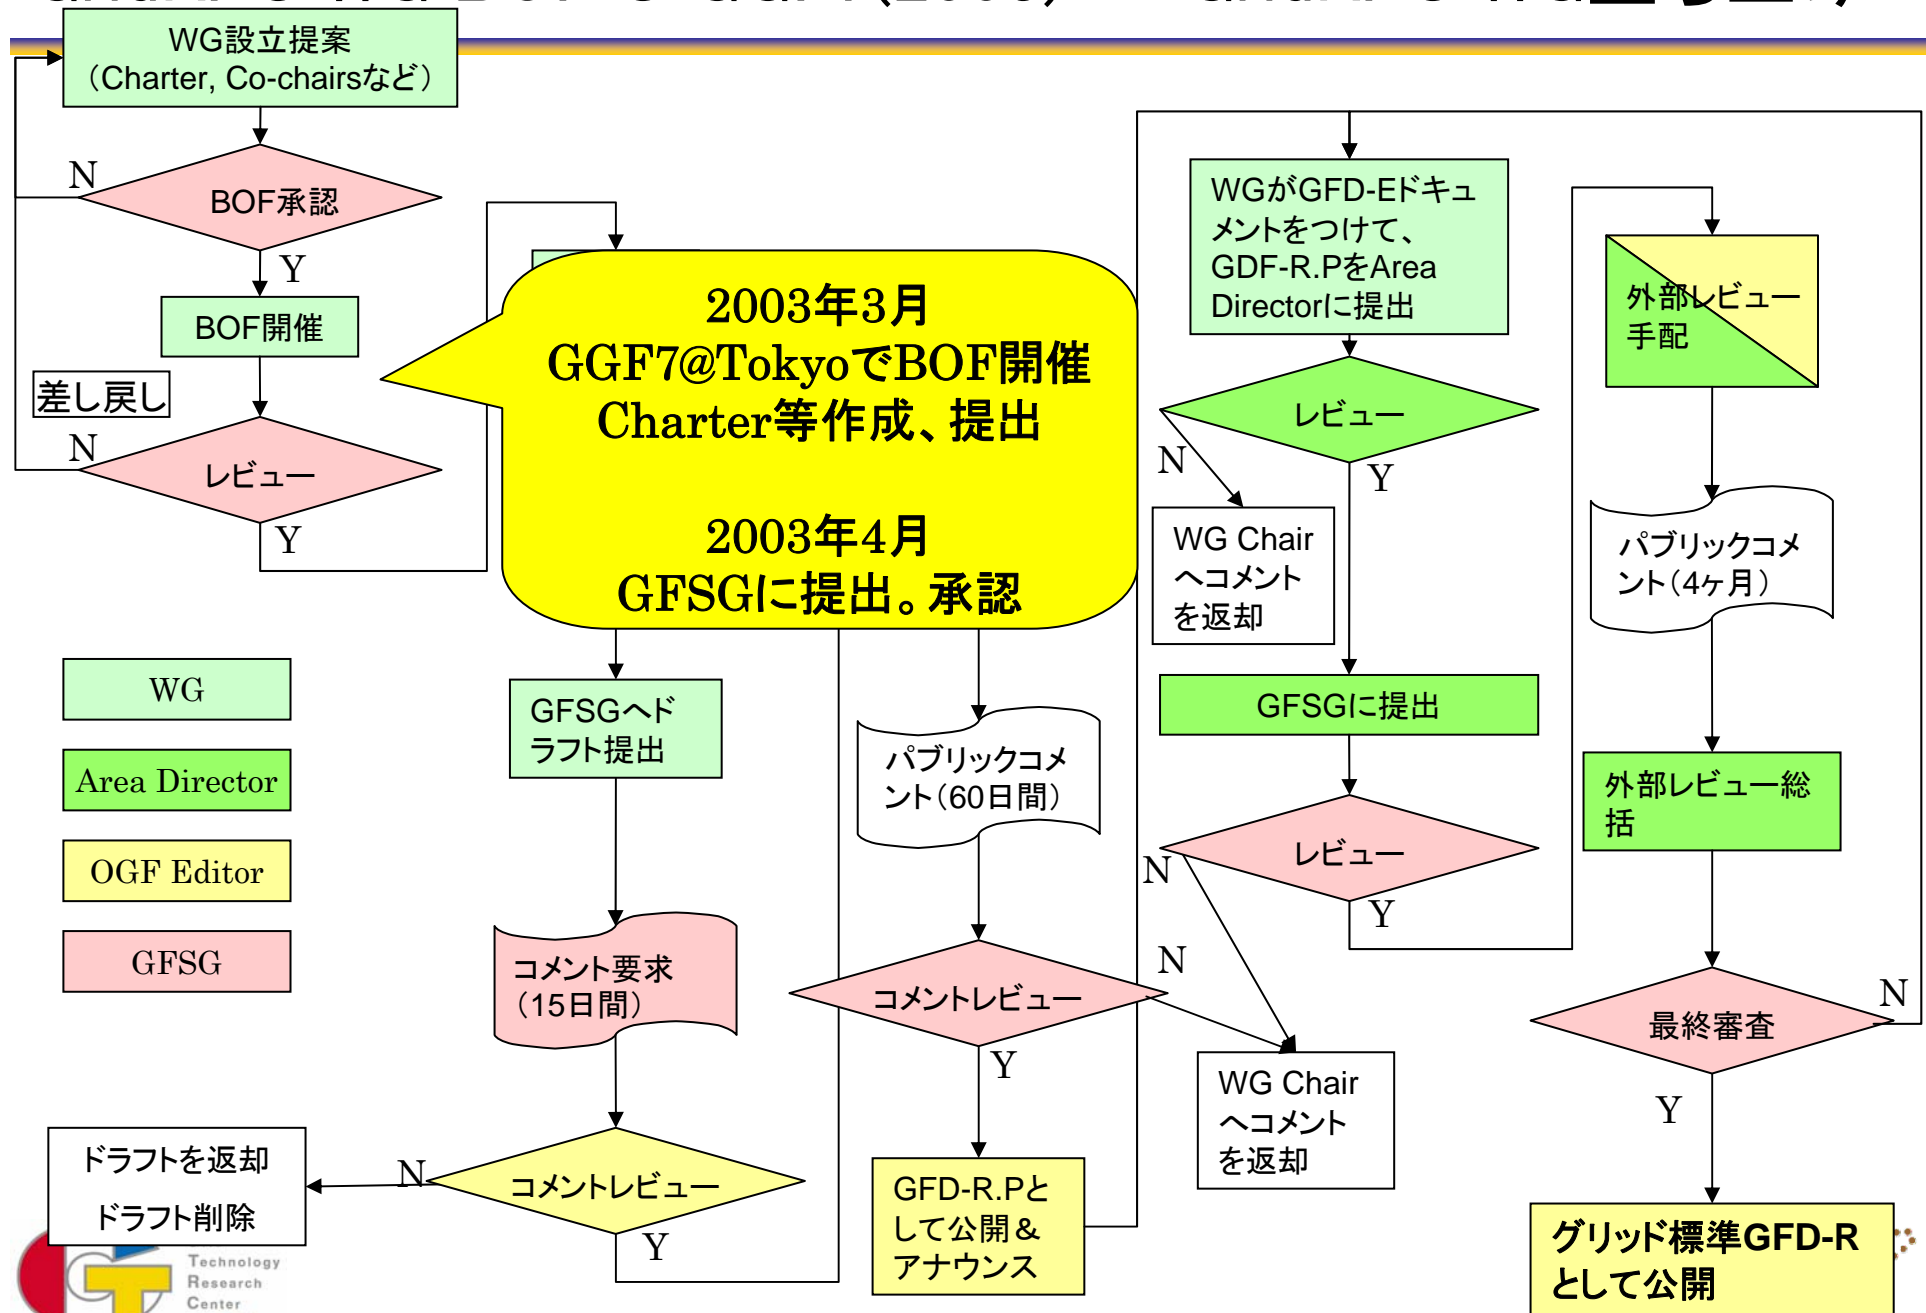 WG設立提案
（Charter, Co-chairsなど）
N
BOF承認
Y
BOF開催
差し戻し
N
レビュー
Y
2003年3月
GGF7@TokyoでBOF開催
Charter等作成、提出
2003年4月
GFSGに提出。承認
WG
Area Director
OGF Editor
GFSG
GFSGへド
ラフト提出
コメント要求
（15日間）
コメントレビュー
N
Y
ドラフトを返却
ドラフト削除
パブリックコメ
ント（60日間）
コメントレビュー
N
Y
GFD-R.Pと
して公開＆
アナウンス
WGがGFD-Eドキュ
メントをつけて、
GDF-R.PをArea
Directorに提出
レビュー
N
Y
WG Chair
へコメント
を返却
GFSGに提出
レビュー
N
Y
WG Chair
へコメント
を返却
外部レビュー
手配
パブリックコメ
ント（4ヶ月）
外部レビュー総
括
最終審査
N
Y
グリッド標準GFD-R
として公開
Technology
Research
Center